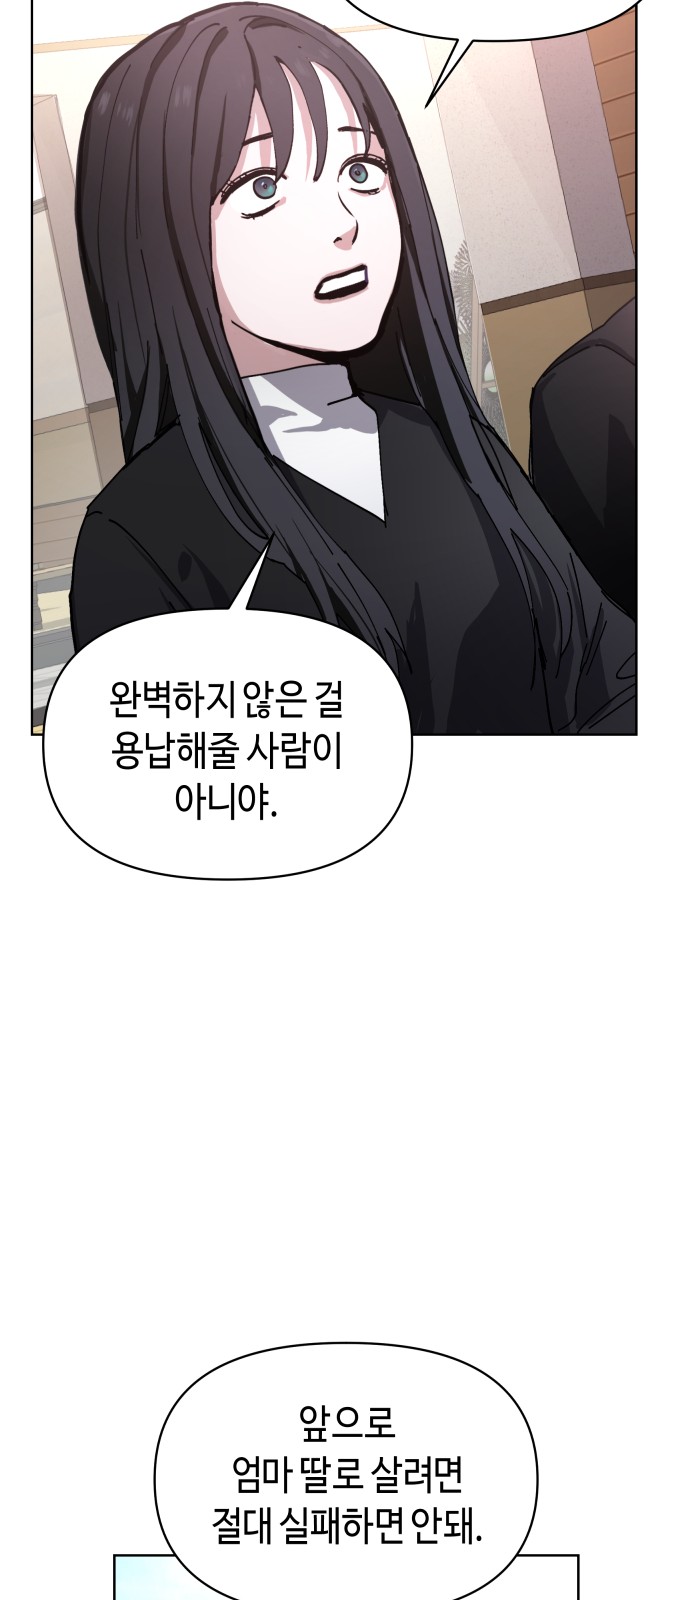 완벽하지 않은 걸
용납해줄 사람이
아니야.
앞으로
엄마 딸로 살려면
절대 실패하면 안돼.